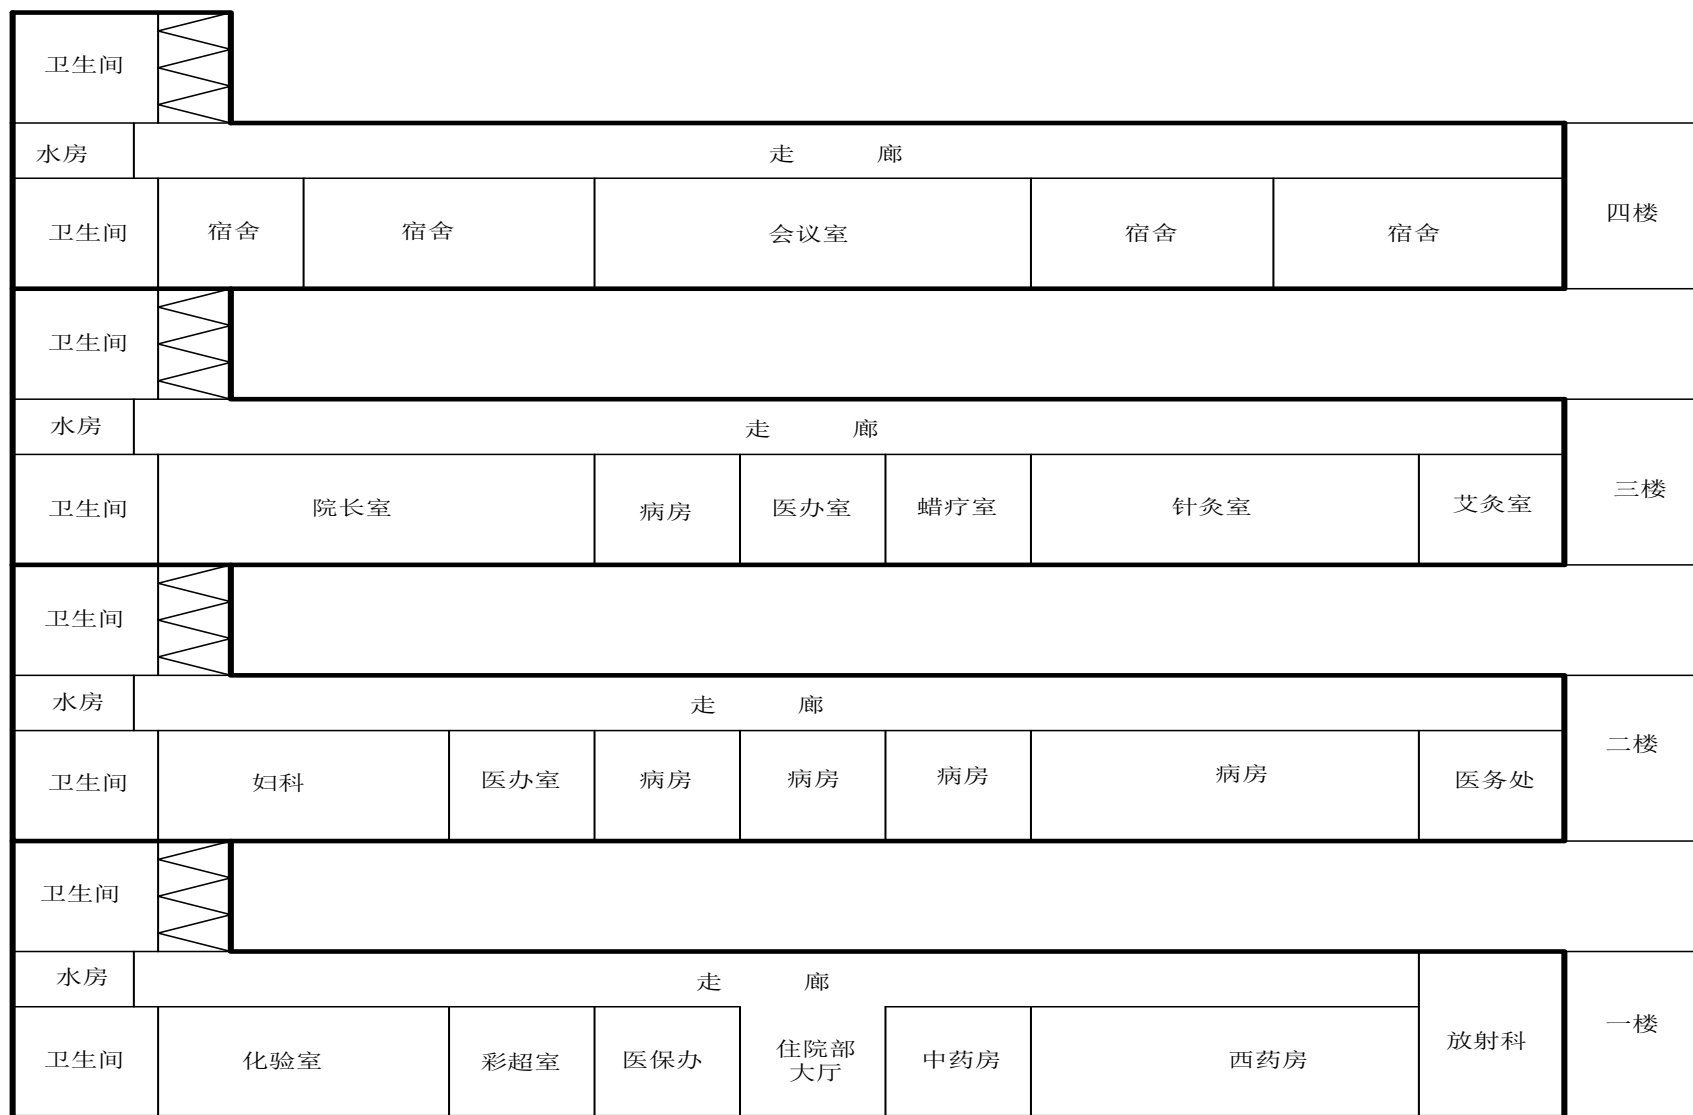 卫生间
水房
走 廊
卫生间
宿舍
宿舍
会议室
宿舍
宿舍
四楼
卫生间
水房
走 廊
卫生间
院长室
病房
医办室
蜡疗室
针灸室
艾灸室
三楼
卫生间
水房
走 廊
卫生间
妇科
医办室
病房
病房
病房
病房
医务处
二楼
卫生间
水房
走 廊
卫生间
化验室
彩超室
医保办
住院部
大厅
中药房
西药房
放射科
一楼